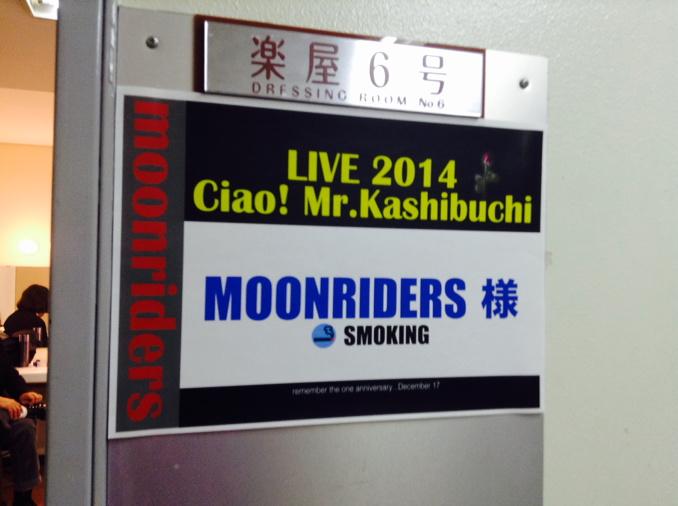 楽屋6号
DRESSING ROOM No.6
moonriders
LIVE 2014
Ciao! Mr.Kashibuchi
MOONRIDERS 様
SMOKING
remember the one anniversary...December 17